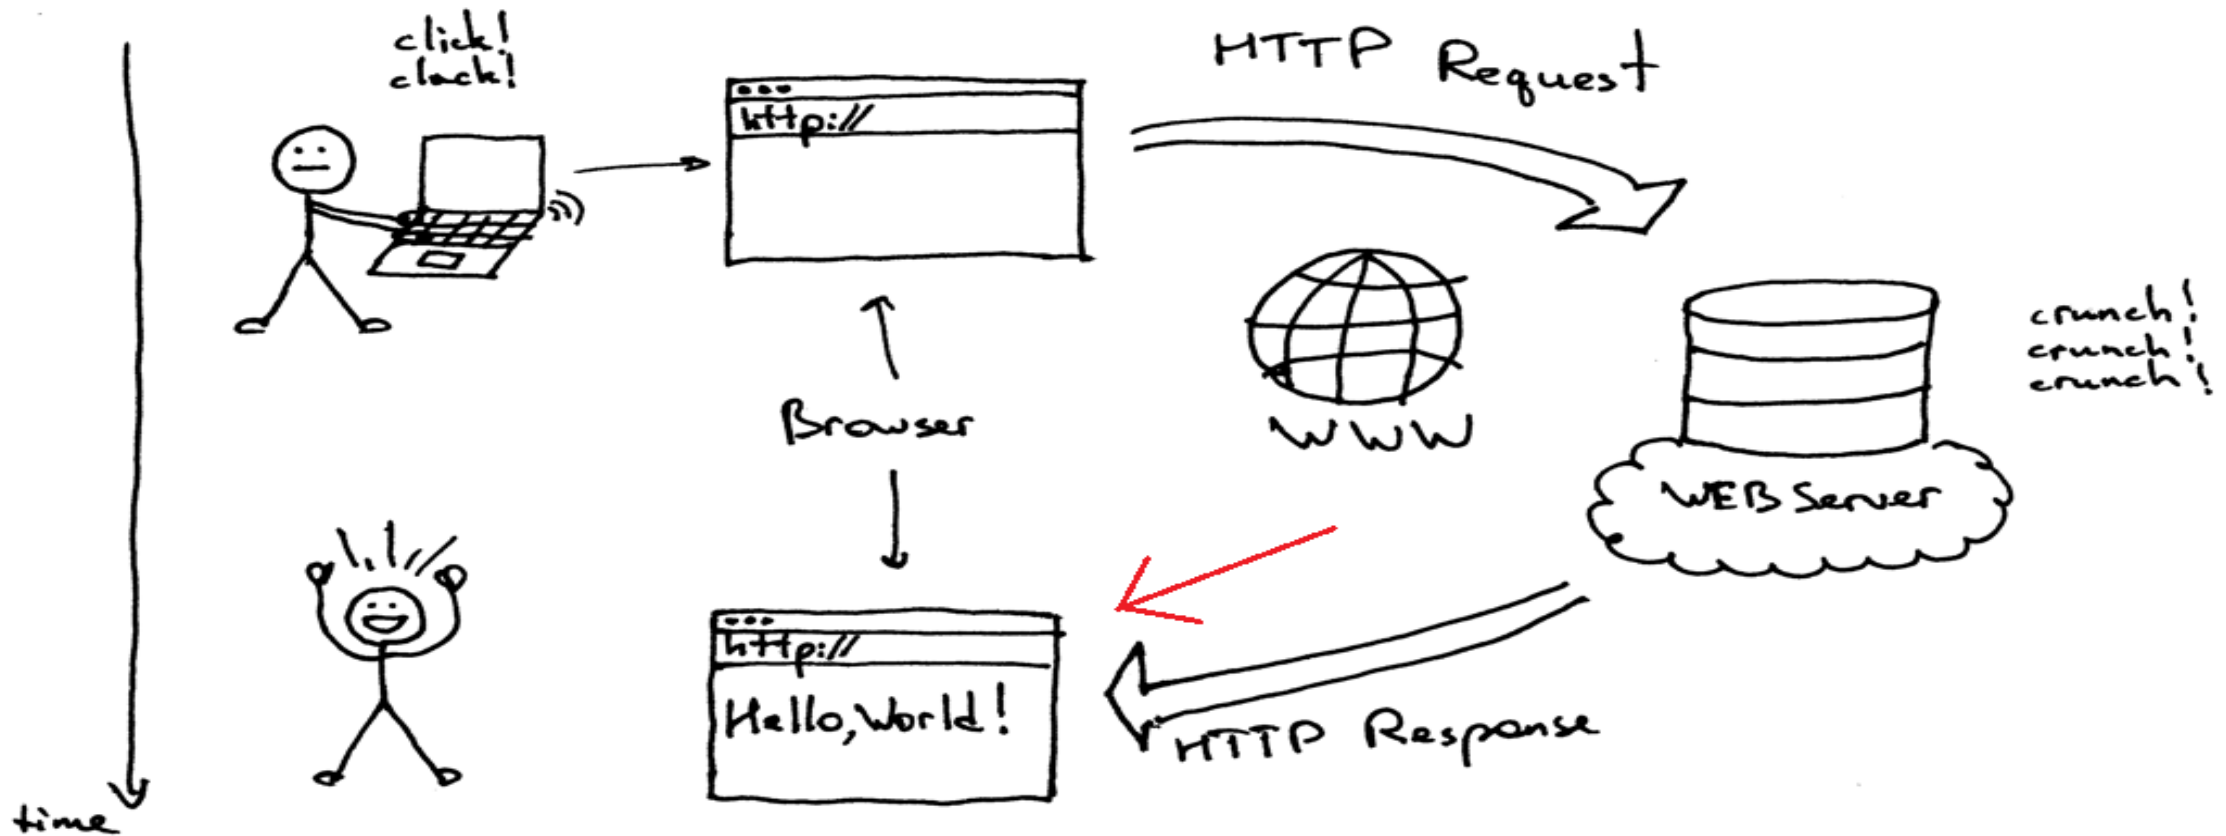 click!
clack!
HTTP Request
http://
crunch!
crunch!
crunch!
Browser
WWW
WEB Server
http://
Hello, World!
HTTP Response
time